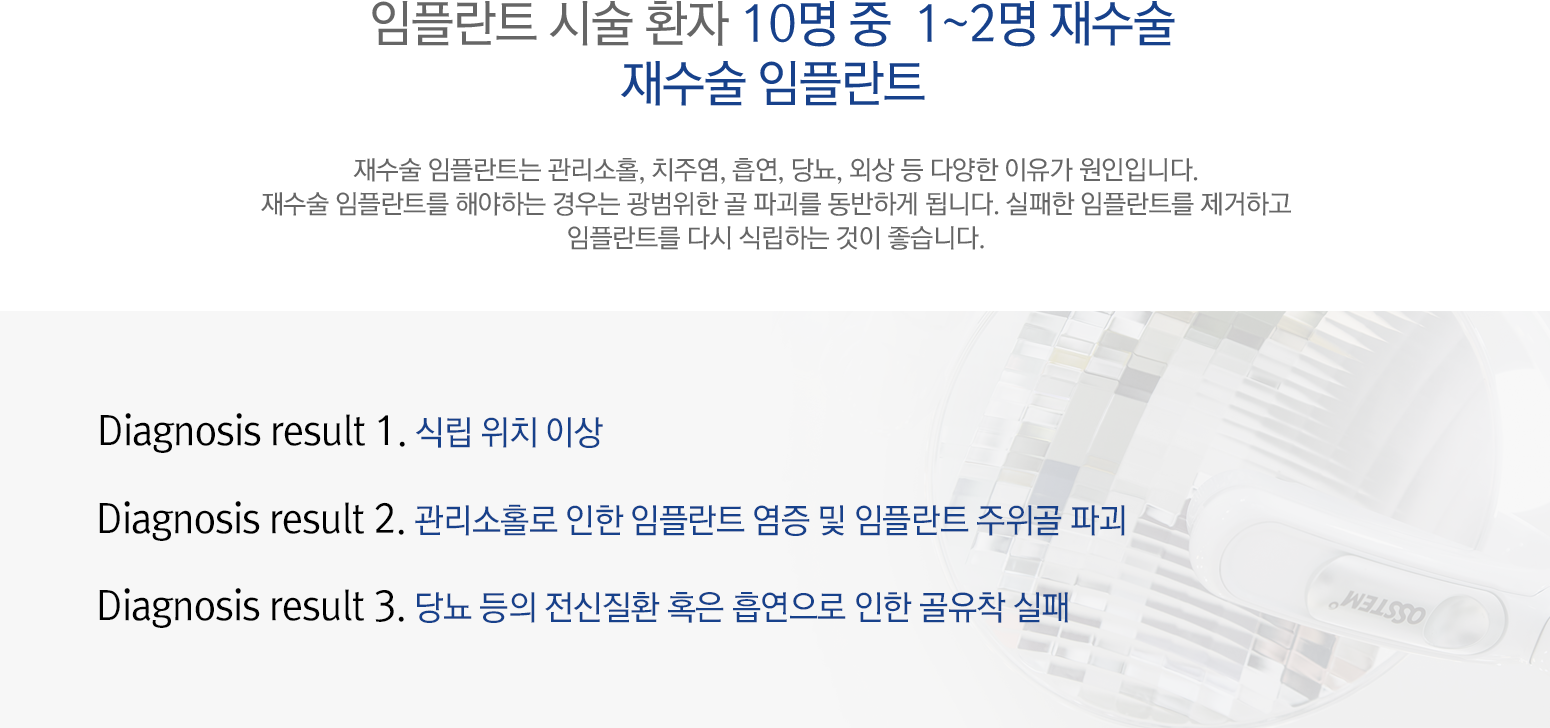 임플란트 시술 환자 10명 중 1~2명 재수술
재수술 임플란트
재수술 임플란트는 관리소홀, 치주염, 흡연, 당뇨, 외상 등 다양한 이유가 원인입니다.
재수술 임플란트를 해야하는 경우는 광범위한 골 파괴를 동반하게 됩니다. 실패한 임플란트를 제거하고
임플란트를 다시 식립하는 것이 좋습니다.
Diagnosis result 1. 식립 위치 이상
Diagnosis result 2. 관리소홀로 인한 임플란트 염증 및 임플란트 주위골 파괴
Diagnosis result 3. 당뇨 등의 전신질환 혹은 흡연으로 인한 골유착 실패
OSSTEM